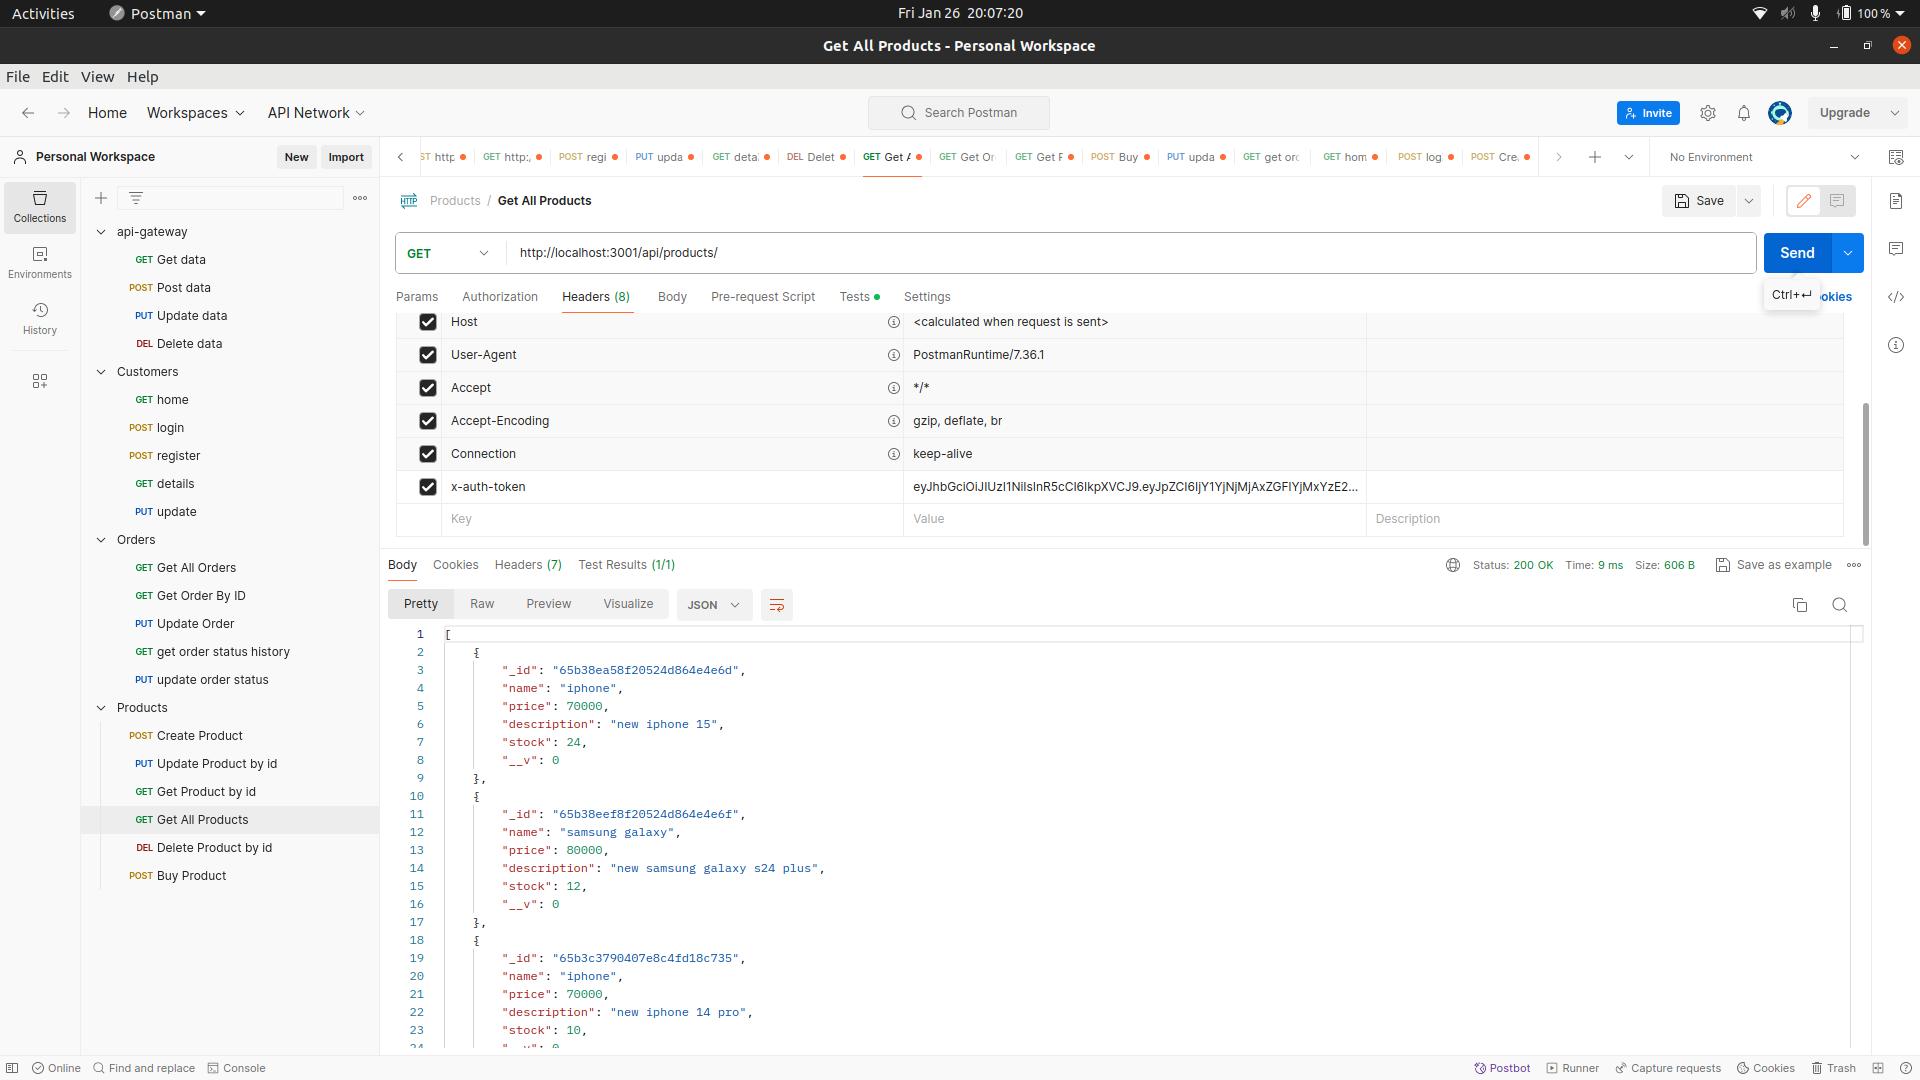 Activities Postman Fri Jan 26 20:07:20 100 %
Get All Products - Personal Workspace
File Edit View Help
Home Workspaces API Network Search Postman Invite Upgrade
Personal Workspace New Import
ST http GET http:, POST regi PUT upda GET detai DEL Delet GET Get A GET Get Or GET Get F POST Buy PUT upda GET get orc GET hom POST log POST Cre. No Environment
Collections
Environments
History
api-gateway
GET Get data
POST Post data
PUT Update data
DEL Delete data
Customers
GET home
POST login
POST register
GET details
PUT update
Orders
GET Get All Orders
GET Get Order By ID
PUT Update Order
GET get order status history
PUT update order status
Products
POST Create Product
PUT Update Product by id
GET Get Product by id
GET Get All Products
DEL Delete Product by id
POST Buy Product
HTTP Products / Get All Products Save
GET http://localhost:3001/api/products/ Send
Params Authorization Headers (8) Body Pre-request Script Tests Settings Ctrl+↵ okies
Host <calculated when request is sent>
User-Agent PostmanRuntime/7.36.1
Accept */*
Accept-Encoding gzip, deflate, br
Connection keep-alive
x-auth-token
Key Value Description
Body Cookies Headers (7) Test Results (1/1) Status: 200 OK Time: 9 ms Size: 606 B Save as example
Pretty Raw Preview Visualize JSON
1 [
2 {
3 "_id": "65b38ea58f20524d864e4e6d",
4 "name": "iphone",
5 "price": 70000,
6 "description": "new iphone 15",
7 "stock": 24,
8 "__v": 0
9 },
10 {
11 "_id": "65b38eef8f20524d864e4e6f",
12 "name": "samsung galaxy",
13 "price": 80000,
14 "description": "new samsung galaxy s24 plus",
15 "stock": 12,
16 "__v": 0
17 },
18 {
19 "_id": "65b3c3790407e8c4fd18c735",
20 "name": "iphone",
21 "price": 70000,
22 "description": "new iphone 14 pro",
23 "stock": 10,
24 "__v": 0
Online Find and replace Console Postbot Runner Capture requests Cookies Trash